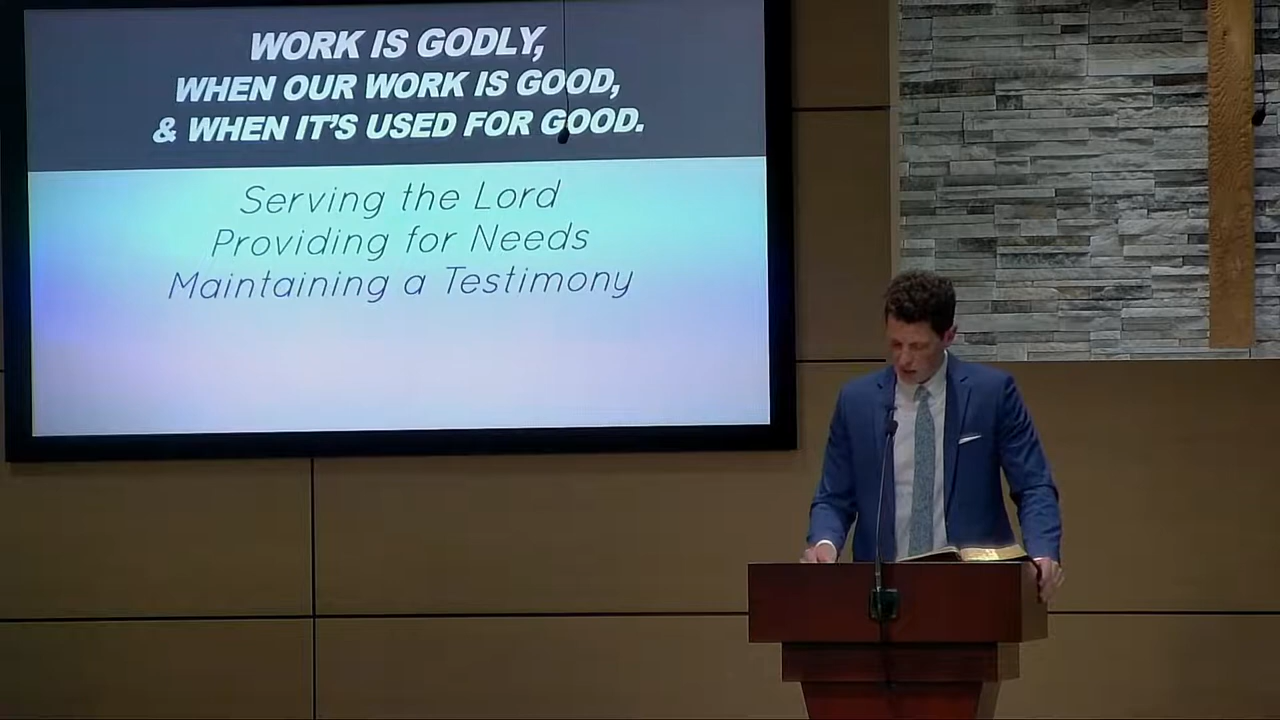 WORK IS GODLY,
WHEN OUR WORK IS GOOD,
& WHEN IT'S USED FOR GOOD.
Serving the Lord
Providing for Needs
Maintaining a Testimony